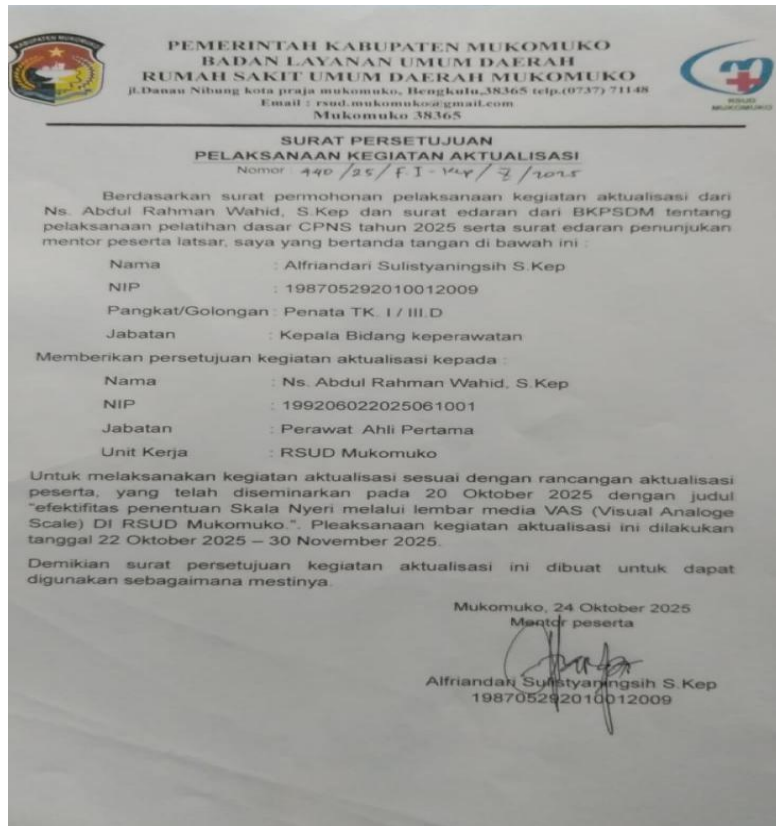 KABUPATEN MUKOMUKO
PEMERINTAH KABUPATEN MUKOMUKO
BADAN LAYANAN UMUM DAERAH
RUMAH SAKIT UMUM DAERAH MUKOMUKO
jl.Danau Nibung kota praja mukomuko, Bengkulu,38365 telp.(0737) 71148
Email : rsud.mukomuko@gmail.com
Mukomuko 38365
RSUD
MUKOMUKO
SURAT PERSETUJUAN
PELAKSANAAN KEGIATAN AKTUALISASI
Nomor : 440 /25/ F.I - /2025
Berdasarkan surat permohonan pelaksanaan kegiatan aktualisasi dari
Ns. Abdul Rahman Wahid, S.Kep dan surat edaran dari BKPSDM tentang
pelaksanaan pelatihan dasar CPNS tahun 2025 serta surat edaran penunjukan
mentor peserta latsar, saya yang bertanda tangan di bawah ini :
Nama : Alfriandari Sulistyaningsih S.Kep
NIP : 198705292010012009
Pangkat/Golongan : Penata TK. I / III.D
Jabatan : Kepala Bidang keperawatan
Memberikan persetujuan kegiatan aktualisasi kepada :
Nama : Ns. Abdul Rahman Wahid, S.Kep
NIP : 199206022025061001
Jabatan : Perawat Ahli Pertama
Unit Kerja : RSUD Mukomuko
Untuk melaksanakan kegiatan aktualisasi sesuai dengan rancangan aktualisasi
peserta, yang telah diseminarkan pada 20 Oktober 2025 dengan judul
"efektifitas penentuan Skala Nyeri melalui lembar media VAS (Visual Analoge
Scale) DI RSUD Mukomuko.". Pleaksanaan kegiatan aktualisasi ini dilakukan
tanggal 22 Oktober 2025 – 30 November 2025.
Demikian surat persetujuan kegiatan aktualisasi ini dibuat untuk dapat
digunakan sebagaimana mestinya.
Mukomuko, 24 Oktober 2025
Mentor peserta
Alfriandari Sulistyaningsih S.Kep
198705292010012009